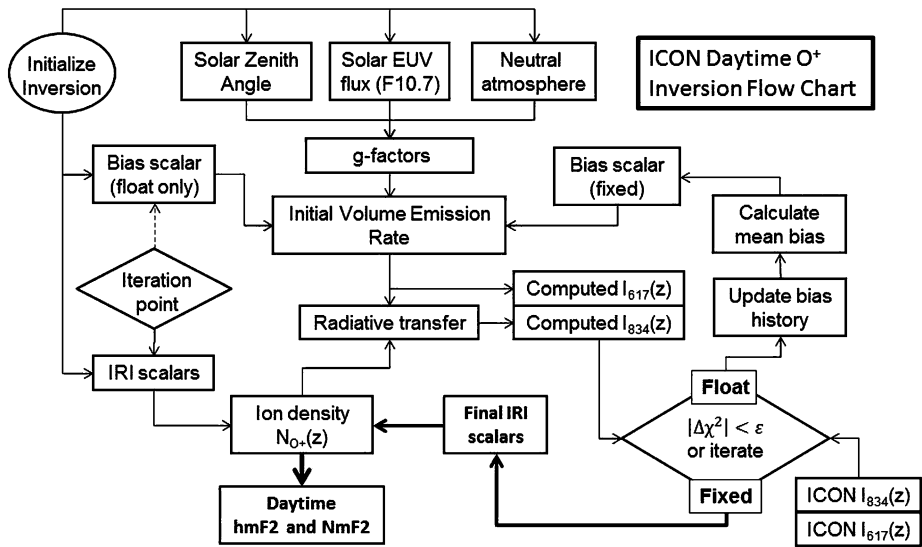 Initialize
Inversion
Solar Zenith
Angle
Solar EUV
flux (F10.7)
Neutral
atmosphere
ICON Daytime O⁺
Inversion Flow Chart
g-factors
Bias scalar
(float only)
Bias scalar
(fixed)
Initial Volume Emission
Rate
Calculate
mean bias
Iteration
point
Computed I₆₁₇(z)
Update bias
history
Radiative transfer
Computed I₈₃₄(z)
IRI scalars
Float
Ion density
N_O+(z)
Final IRI
scalars
|Δχ²| < ε
or iterate
Fixed
Daytime
hmF2 and NmF2
ICON I₈₃₄(z)
ICON I₆₁₇(z)